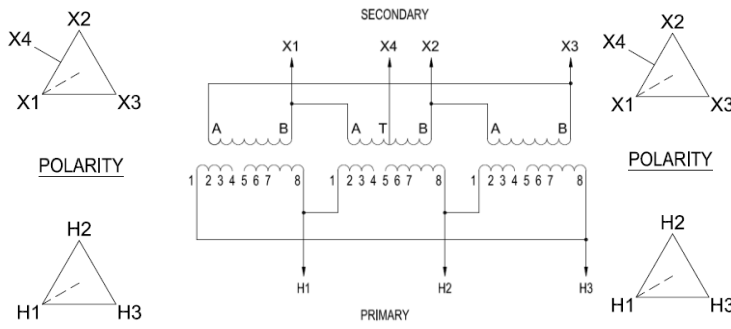 SECONDARY
X2
X4
X1 X3
POLARITY
H2
H1 H3
X1 X4 X2 X3
A B A T B A B
1 2 3 4 5 6 7 8 1 2 3 4 5 6 7 8 1 2 3 4 5 6 7 8
H1 H2 H3
PRIMARY
X2
X4
X1 X3
POLARITY
H2
H1 H3